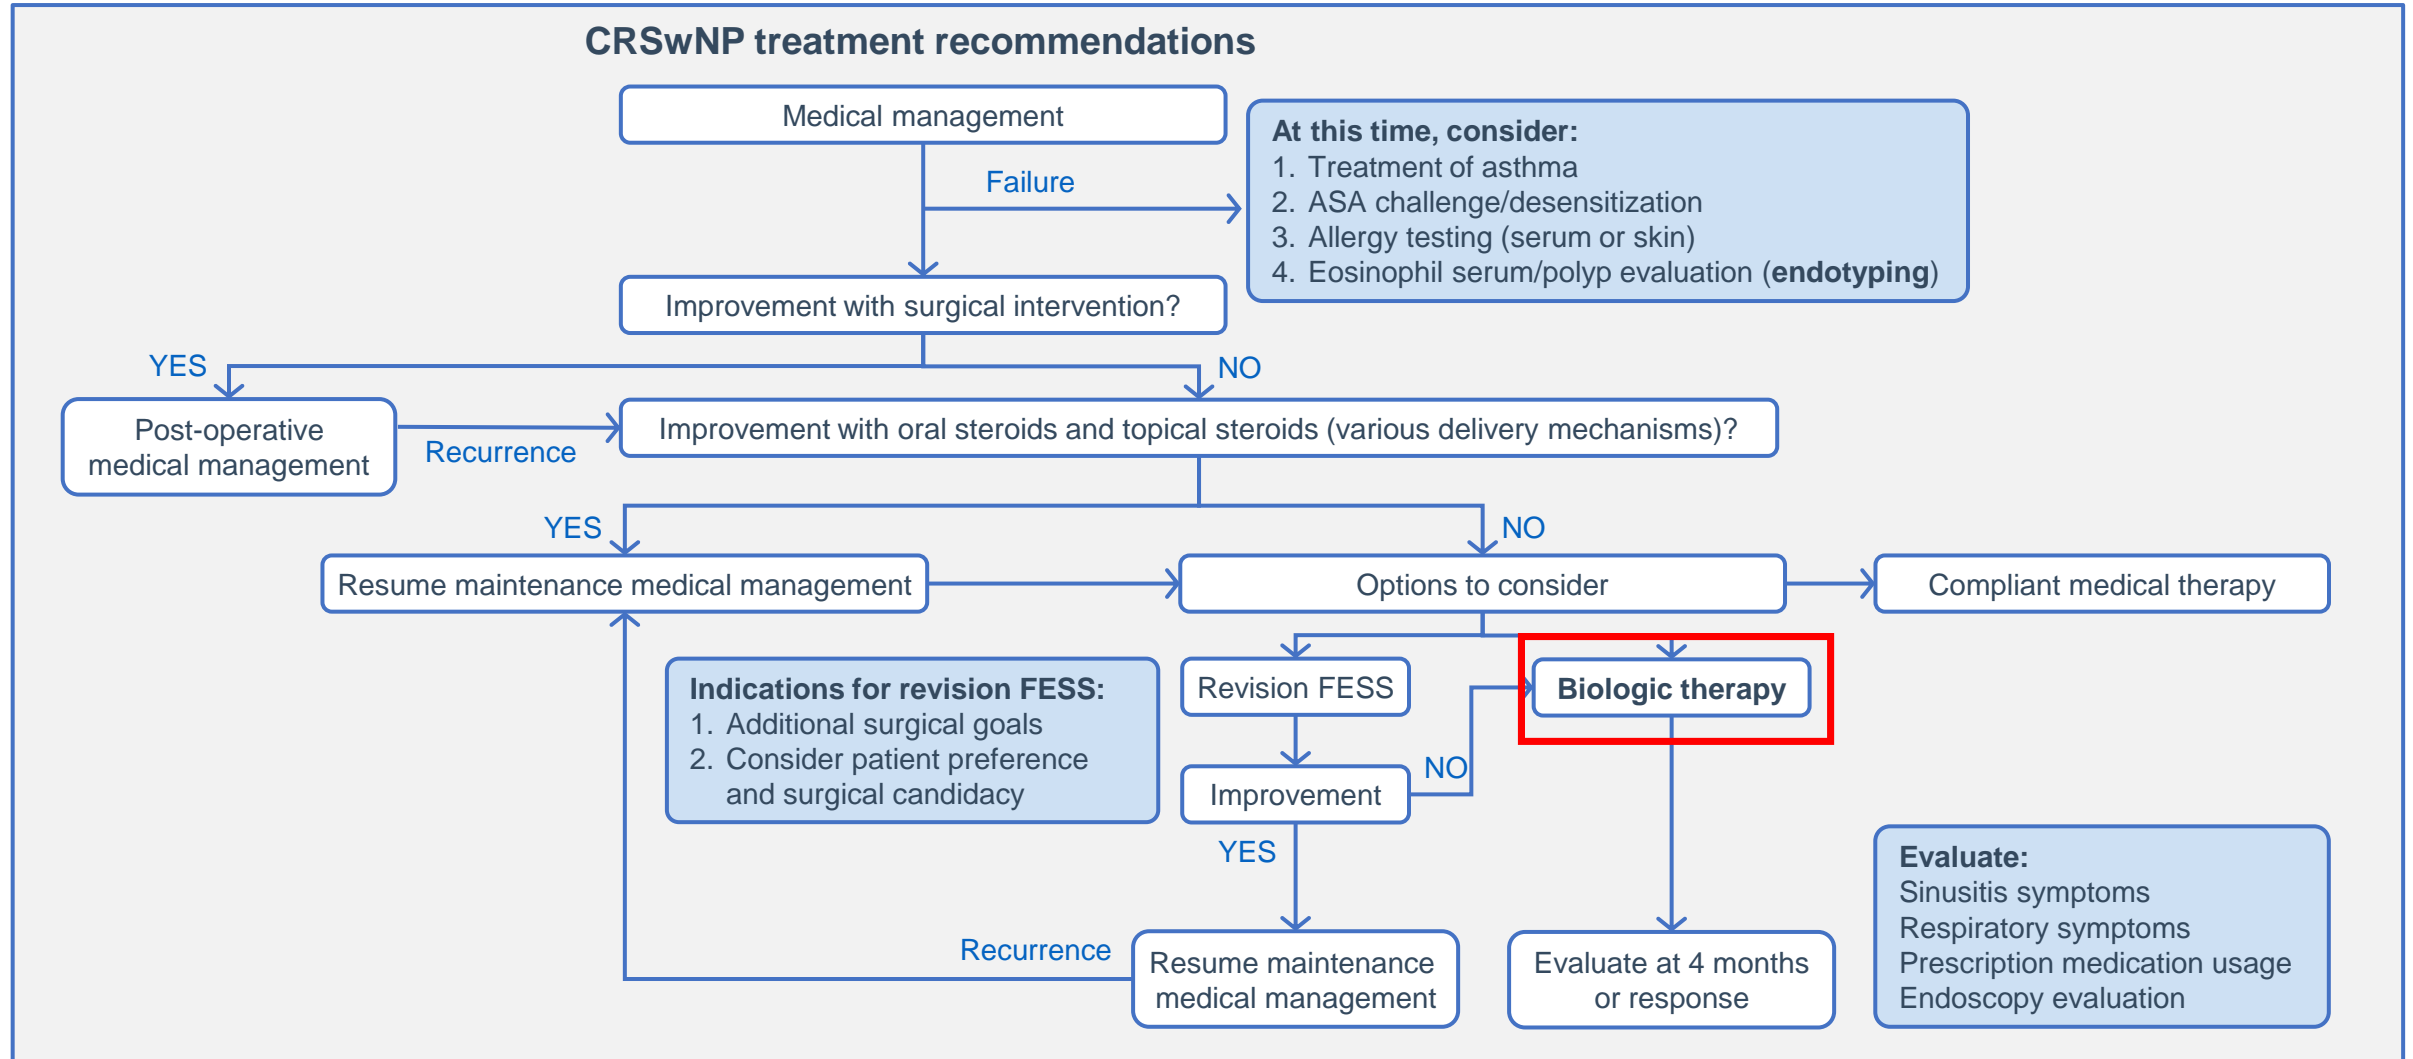 CRSwNP treatment recommendations
Medical management
At this time, consider:
1. Treatment of asthma
2. ASA challenge/desensitization
3. Allergy testing (serum or skin)
4. Eosinophil serum/polyp evaluation (endotyping)
Failure
Improvement with surgical intervention?
YES
NO
Post-operative
medical management
Recurrence
Improvement with oral steroids and topical steroids (various delivery mechanisms)?
YES
NO
Resume maintenance medical management
Options to consider
Compliant medical therapy
Indications for revision FESS:
1. Additional surgical goals
2. Consider patient preference
and surgical candidacy
Revision FESS
Biologic therapy
Improvement
NO
YES
Recurrence
Resume maintenance
medical management
Evaluate at 4 months
or response
Evaluate:
Sinusitis symptoms
Respiratory symptoms
Prescription medication usage
Endoscopy evaluation